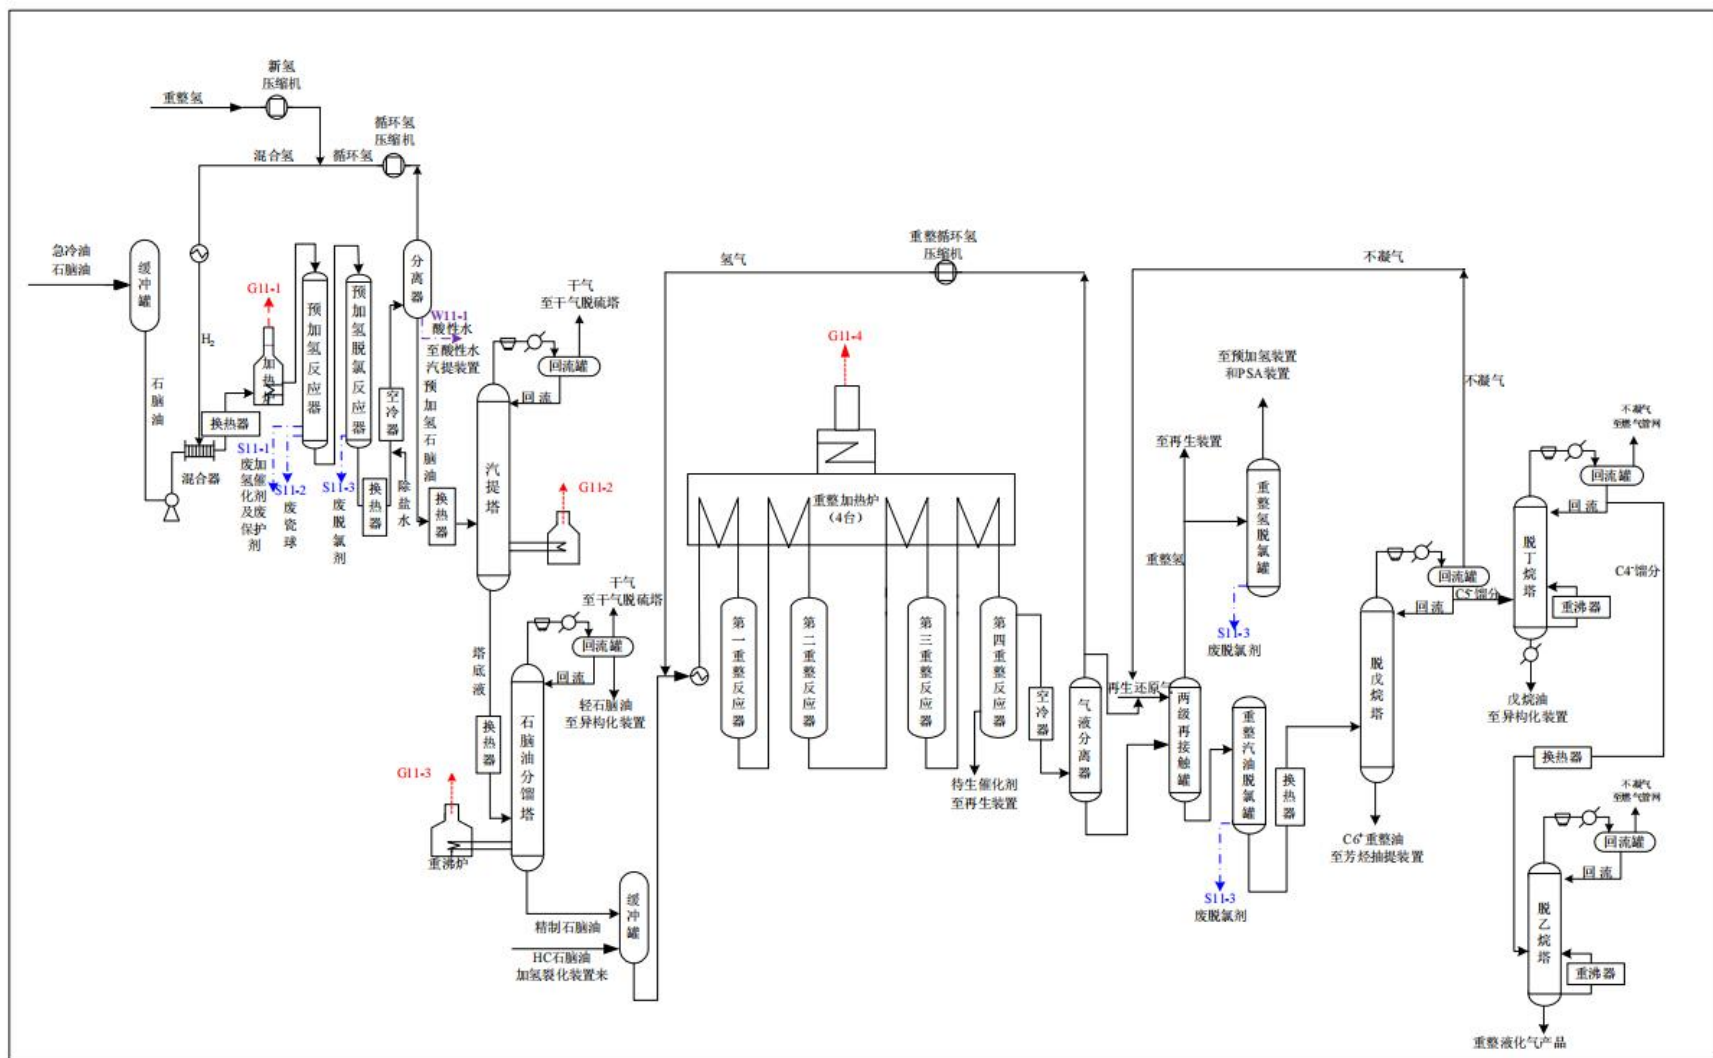 新氢
压缩机
重整氢
循环氢
压缩机
混合氢
循环氢
急冷油
石脑油
缓冲罐
石脑油
H₂
混合器
换热器
G11-1
加热炉
预加氢反应器
预加氢脱氯反应器
S11-1
废加
氢催
化剂
及废
保护
剂
S11-2
废瓷球
S11-3
废脱氯剂
换热器
空冷器
除盐水
分离器
W11-1
酸性水
至酸性水
汽提装置
预加氢石脑油
换热器
汽提塔
干气
至干气脱硫塔
回流罐
回流
G11-2
塔底液
换热器
干气
至干气脱硫塔
回流罐
回流
轻石脑油
至异构化装置
石脑油分馏塔
G11-3
重沸炉
精制石脑油
HC石脑油
加氢裂化装置来
缓冲罐
氢气
重整循环氢
压缩机
G11-4
重整加热炉
（4台）
第一重整反应器
第二重整反应器
第三重整反应器
第四重整反应器
待生催化剂
至再生装置
空冷器
气液分离器
不凝气
不凝气
至预加氢装置
和PSA装置
至再生装置
重整氢
重整氢脱氯罐
S11-3
废脱氯剂
再生还原气
两级再接触罐
重整汽油脱氯罐
S11-3
废脱氯剂
换热器
脱戊烷塔
回流罐
回流
C5⁻馏分
C6⁺重整油
至芳烃抽提装置
不凝气
至燃气管网
回流罐
回流
脱丁烷塔
重沸器
C4⁻馏分
戊烷油
至异构化装置
换热器
不凝气
至燃气管网
回流罐
回流
脱乙烷塔
重沸器
重整液化气产品